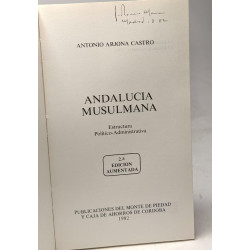 Madrid
ANTONIO ARJONA CASTRO
ANDALUCIA
MUSULMANA
Estructura
Político-Administrativa
2.ª
EDICION
AUMENTADA
PUBLICACIONES DEL MONTE DE PIEDAD
Y CAJA DE AHORROS DE CORDOBA
1982